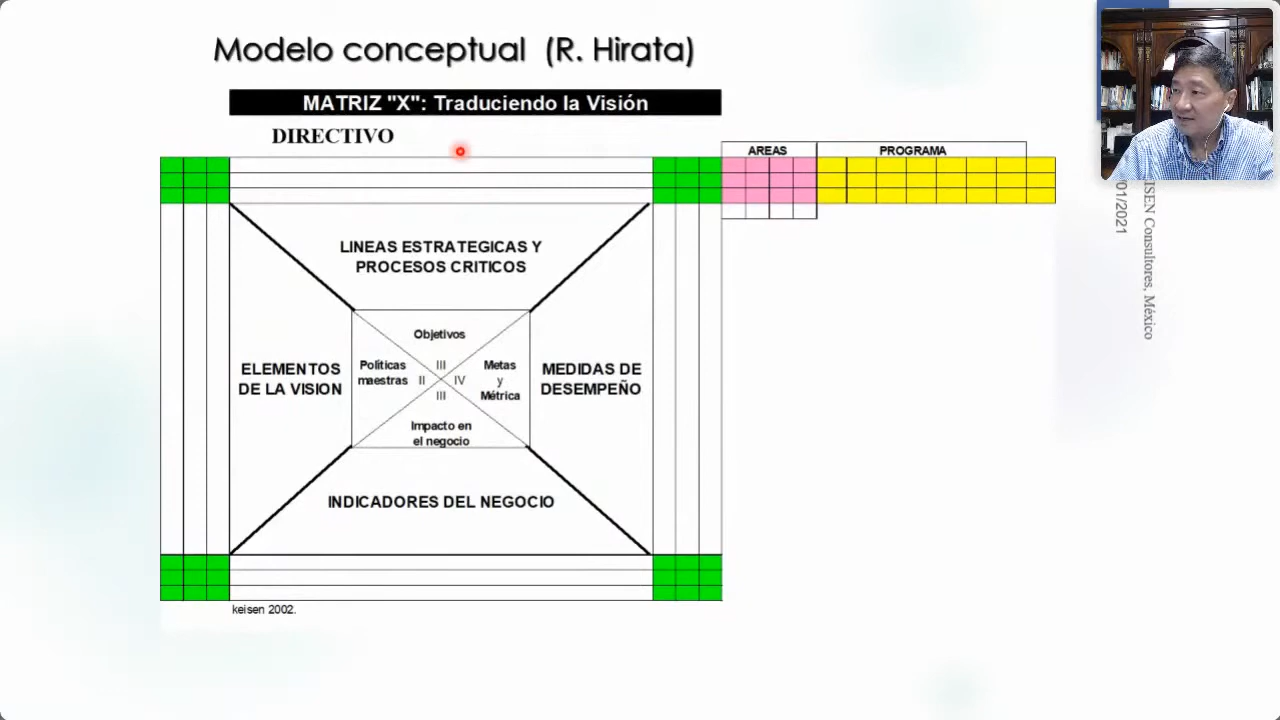 Modelo conceptual (R. Hirata)
MATRIZ "X": Traduciendo la Visión
DIRECTIVO
AREAS
PROGRAMA
LINEAS ESTRATEGICAS Y
PROCESOS CRITICOS
Objetivos
ELEMENTOS
DE LA VISION
Políticas
maestras
III
II
IV
III
Metas
y
Métrica
MEDIDAS DE
DESEMPEÑO
Impacto en
el negocio
INDICADORES DEL NEGOCIO
keisen 2002.
01/2021
ISEN Consultores, México